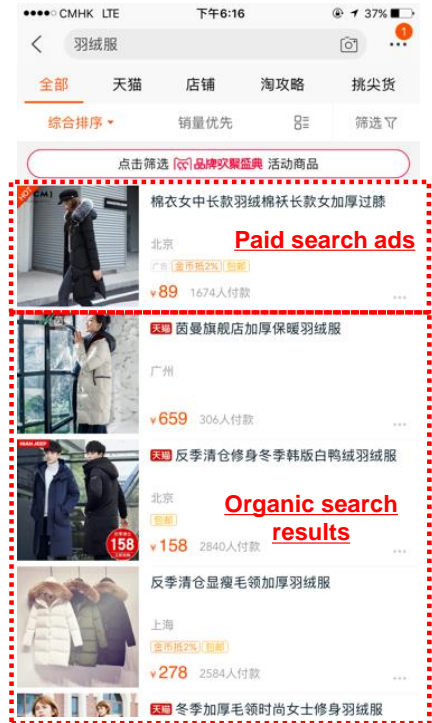 CMHK LTE 下午6:16 37%
羽绒服
1
全部 天猫 店铺 淘攻略 挑尖货
综合排序 销量优先 筛选
点击筛选 品牌欢聚盛典 活动商品
HOT
棉衣女中长款羽绒棉袄长款女加厚过膝
北京
Paid search ads
广告 金币抵2% 包邮
¥89 1674人付款
天猫 茵曼旗舰店加厚保暖羽绒服
广州
¥659 306人付款
MANJEEP
天猫 反季清仓修身冬季韩版白鸭绒羽绒服
北京
Organic search
results
包邮
158
¥158 2840人付款
反季清仓显瘦毛领加厚羽绒服
上海
金币抵2% 包邮
¥278 2584人付款
天猫 冬季加厚毛领时尚女士修身羽绒服